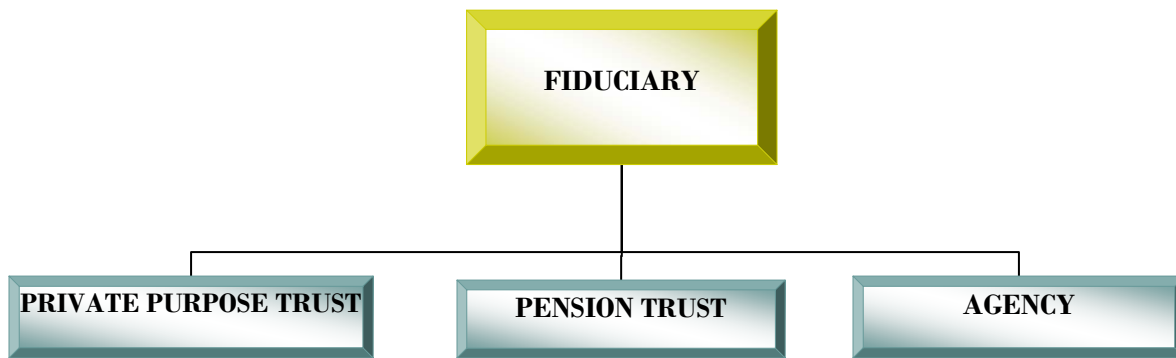 FIDUCIARY
PRIVATE PURPOSE TRUST
PENSION TRUST
AGENCY